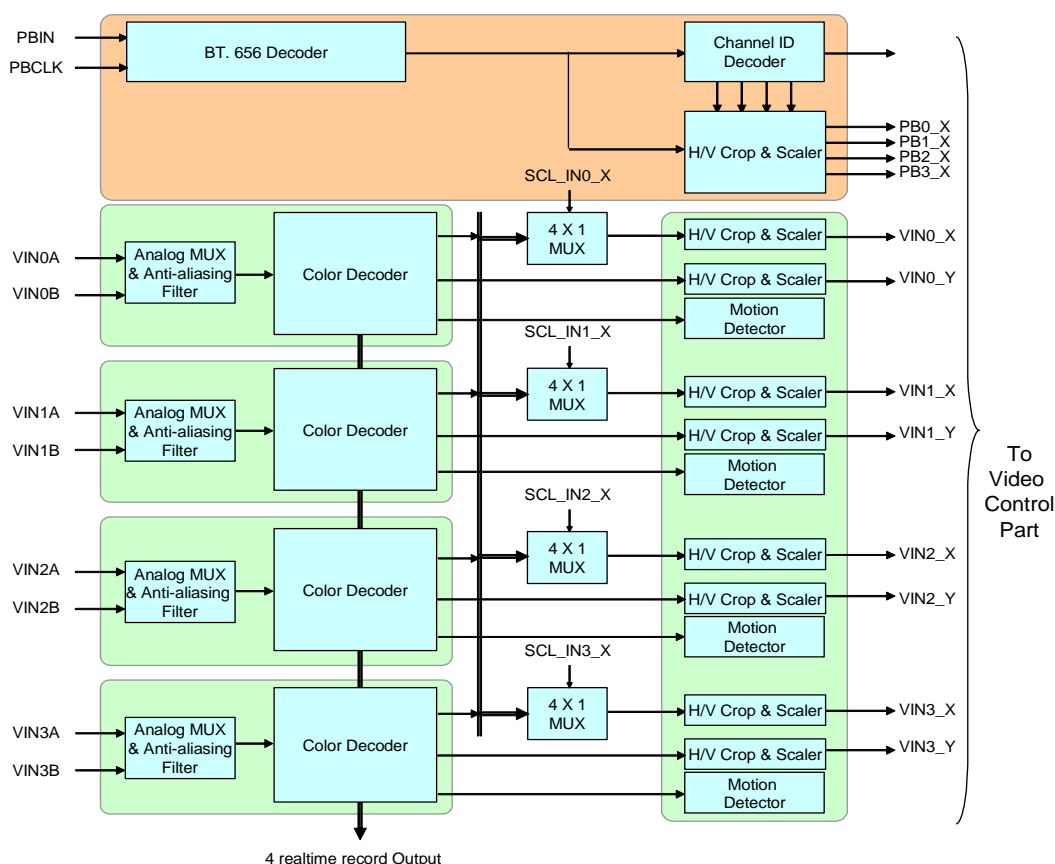 PBIN
PBCLK
BT. 656 Decoder
Channel ID
Decoder
H/V Crop & Scaler
PB0_X
PB1_X
PB2_X
PB3_X
SCL_IN0_X
VIN0A
VIN0B
Analog MUX
& Anti-aliasing
Filter
Color Decoder
4 X 1
MUX
H/V Crop & Scaler
VIN0_X
H/V Crop & Scaler
VIN0_Y
Motion
Detector
SCL_IN1_X
VIN1A
VIN1B
Analog MUX
& Anti-aliasing
Filter
Color Decoder
4 X 1
MUX
H/V Crop & Scaler
VIN1_X
H/V Crop & Scaler
VIN1_Y
Motion
Detector
To
Video
Control
Part
SCL_IN2_X
VIN2A
VIN2B
Analog MUX
& Anti-aliasing
Filter
Color Decoder
4 X 1
MUX
H/V Crop & Scaler
VIN2_X
H/V Crop & Scaler
VIN2_Y
Motion
Detector
SCL_IN3_X
VIN3A
VIN3B
Analog MUX
& Anti-aliasing
Filter
Color Decoder
4 X 1
MUX
H/V Crop & Scaler
VIN3_X
H/V Crop & Scaler
VIN3_Y
Motion
Detector
4 realtime record Output